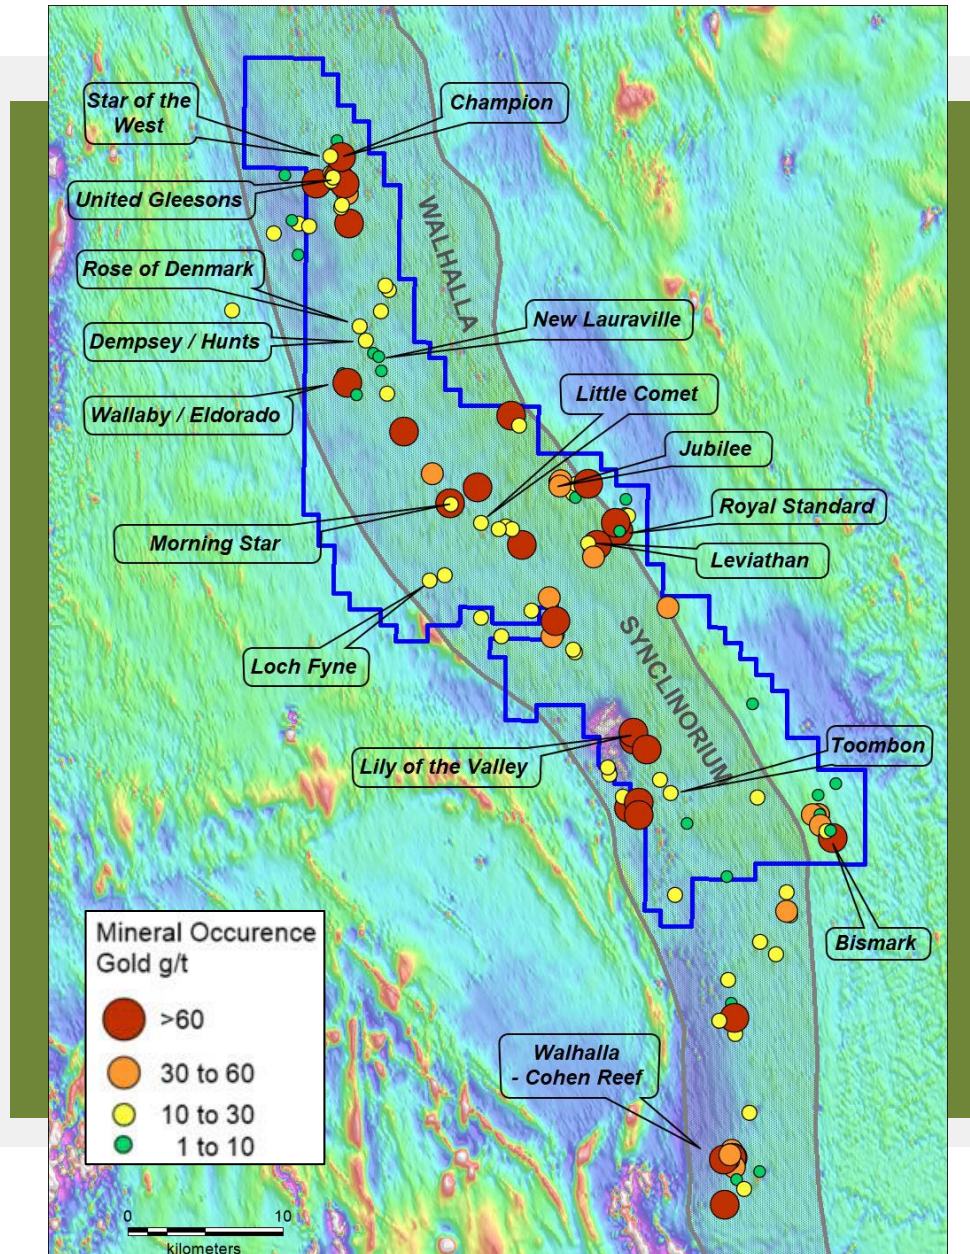 Star of the
West
Champion
United Gleesons
WALHALLA
Rose of Denmark
New Lauraville
Dempsey / Hunts
Little Comet
Wallaby / Eldorado
Jubilee
Royal Standard
Morning Star
Leviathan
Loch Fyne
SYNCLINORIUM
Toombon
Lily of the Valley
Bismark
Mineral Occurence
Gold g/t
>60
30 to 60
10 to 30
1 to 10
Walhalla
- Cohen Reef
0 10
kilometers